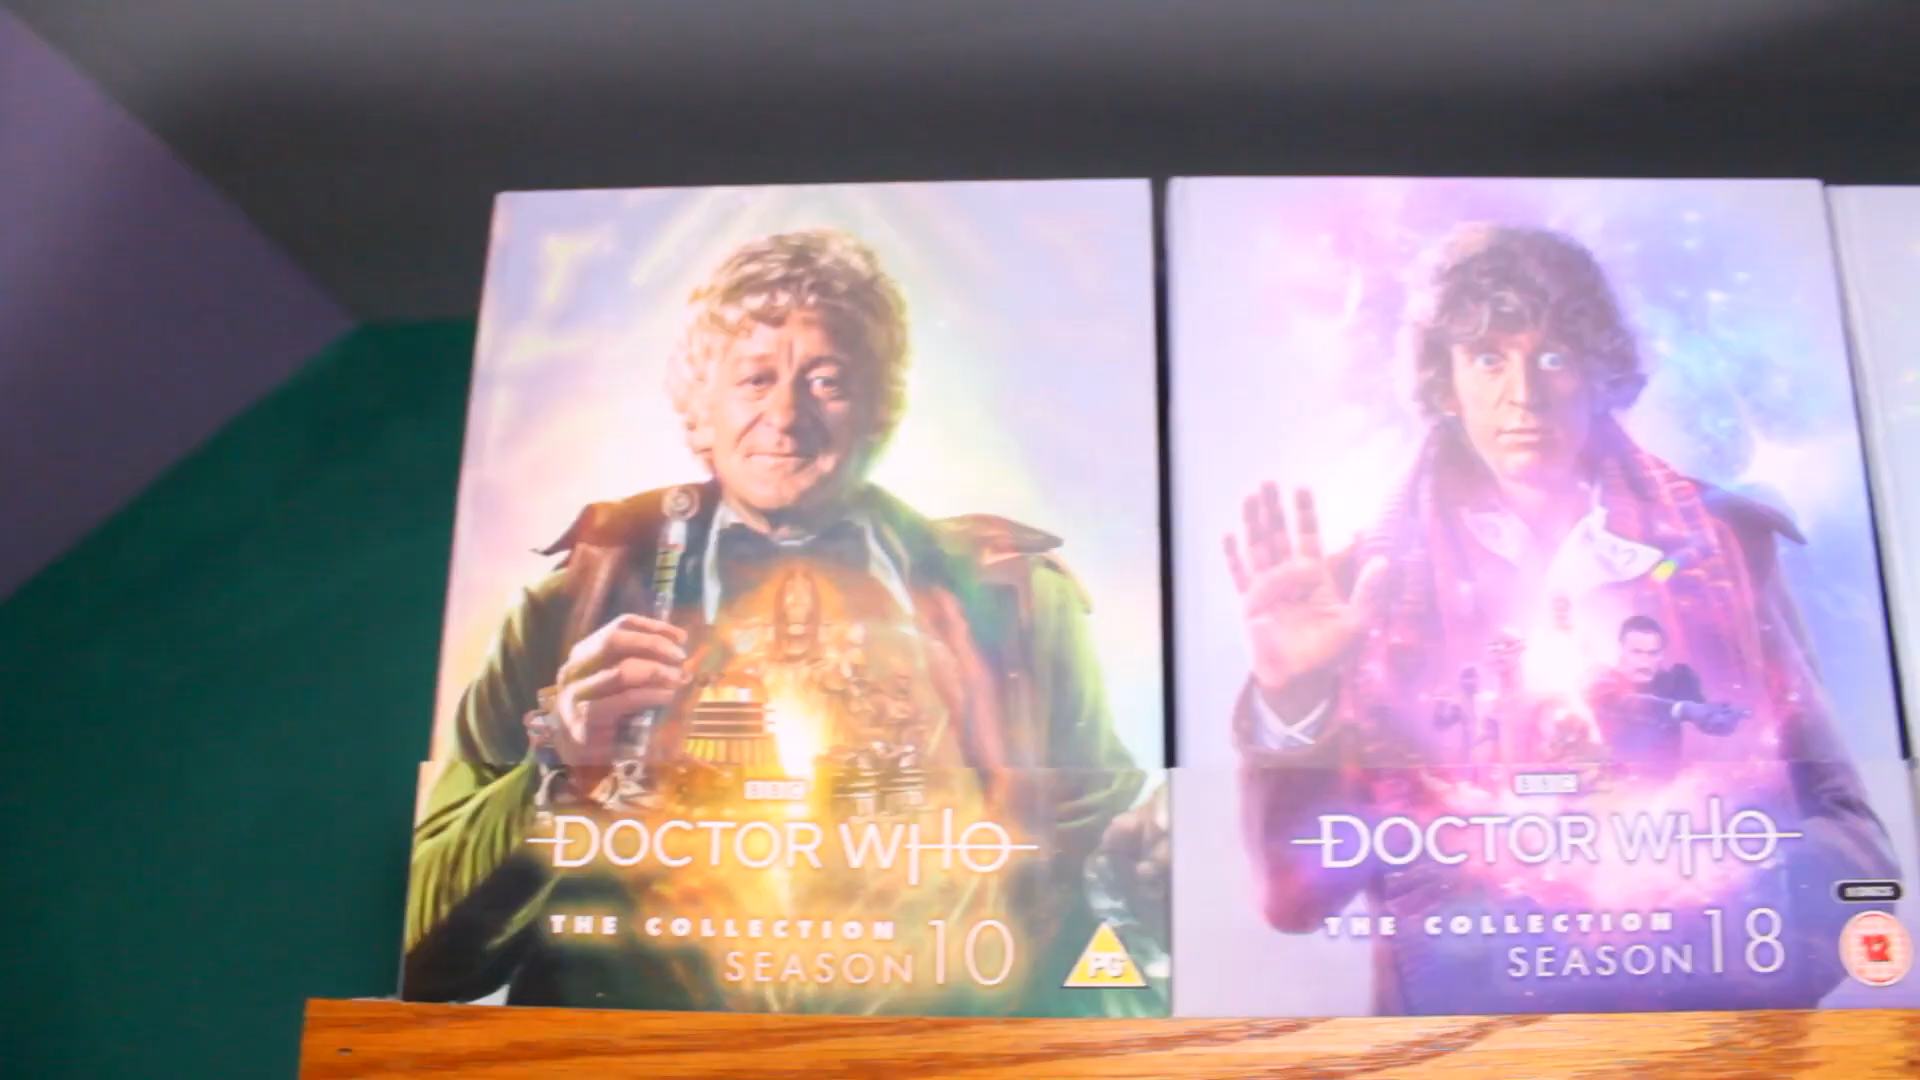 BBC
DOCTOR WHO
THE COLLECTION
SEASON 10
PG
BBC
DOCTOR WHO
THE COLLECTION
SEASON 18
12